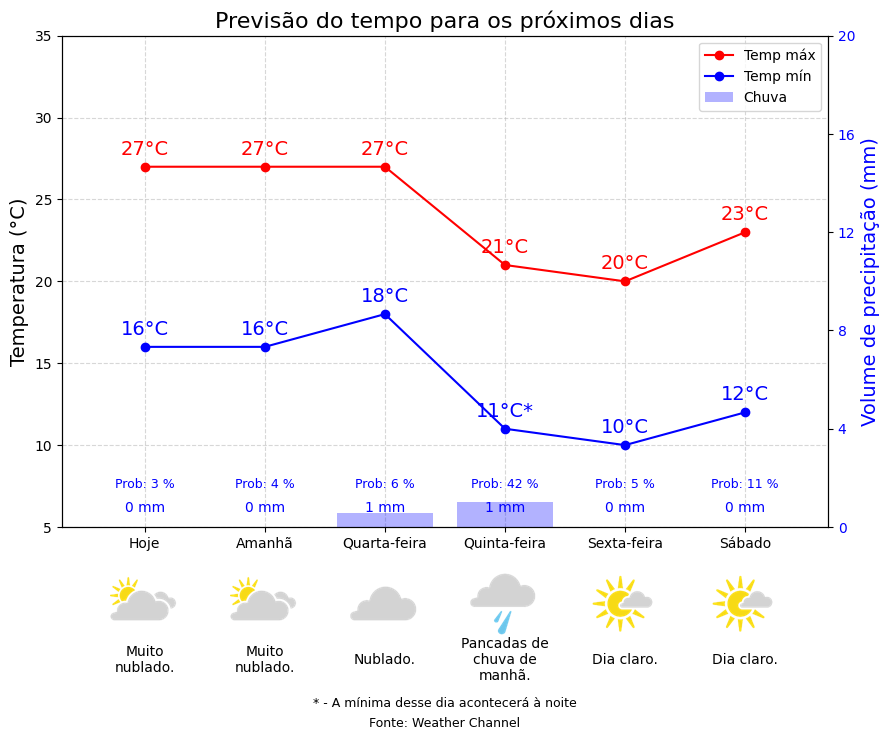 Previsão do tempo para os próximos dias
Temperatura (°C)
35
30
25
20
15
10
5
Volume de precipitação (mm)
20
16
12
8
4
0
Temp máx
Temp mín
Chuva
27°C 27°C 27°C 21°C 20°C 23°C
16°C 16°C 18°C 11°C* 10°C 12°C
Prob: 3 % Prob: 4 % Prob: 6 % Prob: 42 % Prob: 5 % Prob: 11 %
0 mm 0 mm 1 mm 1 mm 0 mm 0 mm
Hoje Amanhã Quarta-feira Quinta-feira Sexta-feira Sábado
Muito
nublado.
Muito
nublado.
Nublado.
Pancadas de
chuva de
manhã.
Dia claro.
Dia claro.
* - A mínima desse dia acontecerá à noite
Fonte: Weather Channel